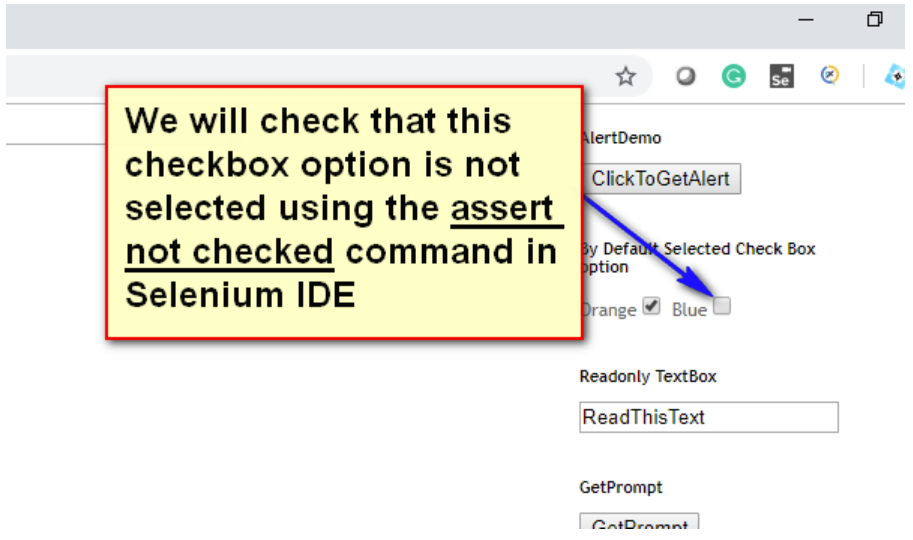 We will check that this
checkbox option is not
selected using the assert
not checked command in
Selenium IDE
Se
AlertDemo
ClickToGetAlert
By Default Selected Check Box
option
Orange Blue
Readonly TextBox
ReadThisText
GetPrompt
GetPrompt